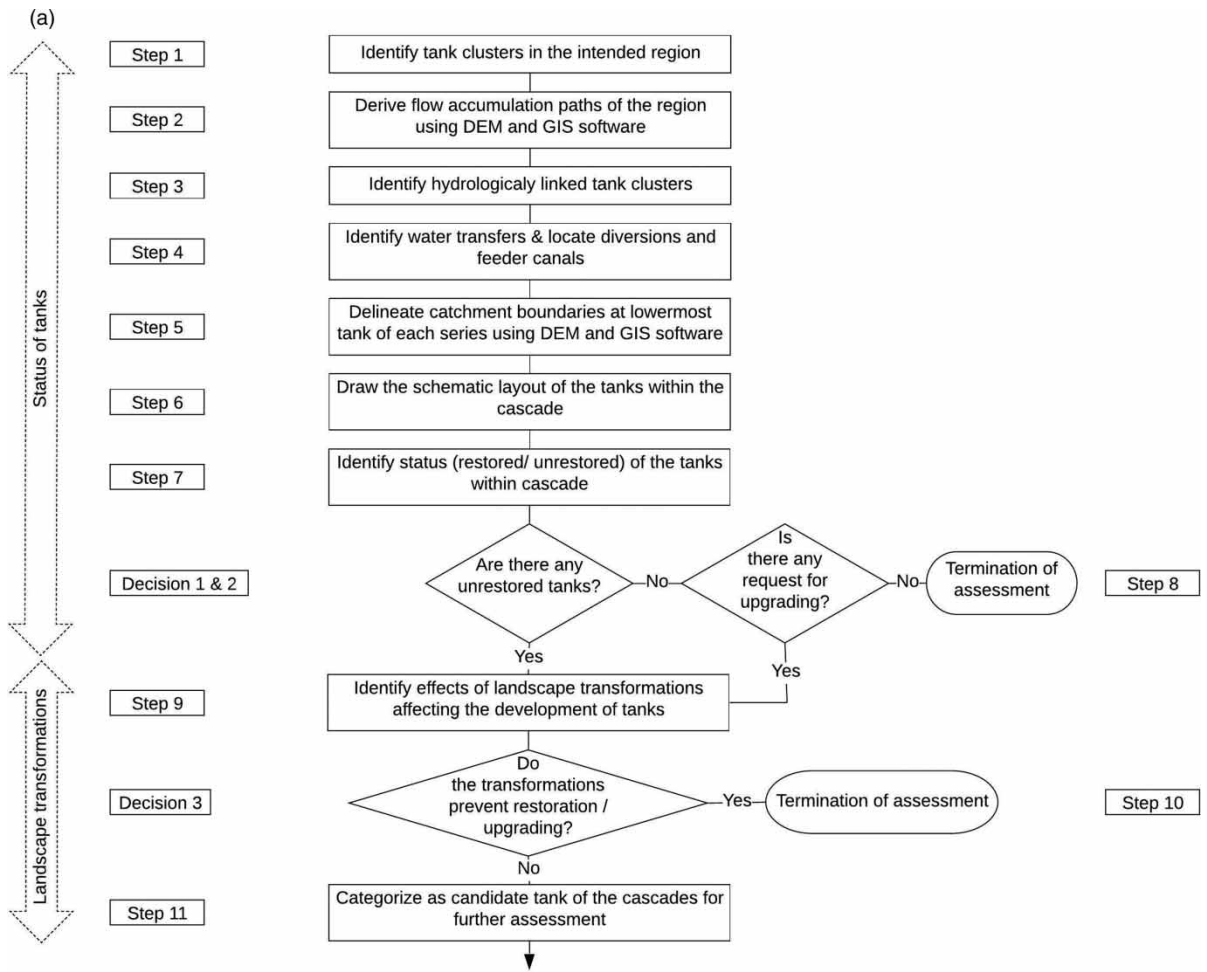 (a)
Step 1
Identify tank clusters in the intended region
Step 2
Derive flow accumulation paths of the region
using DEM and GIS software
Step 3
Identify hydrologicaly linked tank clusters
Step 4
Identify water transfers & locate diversions and
feeder canals
Step 5
Delineate catchment boundaries at lowermost
tank of each series using DEM and GIS software
Step 6
Draw the schematic layout of the tanks within the
cascade
Step 7
Identify status (restored/ unrestored) of the tanks
within cascade
Status of tanks
Decision 1 & 2
Are there any
unrestored tanks?
No
Is
there any
request for
upgrading?
No
Termination of
assessment
Step 8
Yes
Yes
Step 9
Identify effects of landscape transformations
affecting the development of tanks
Landscape transformations
Decision 3
Do
the transformations
prevent restoration /
upgrading?
Yes
Termination of assessment
Step 10
No
Step 11
Categorize as candidate tank of the cascades for
further assessment